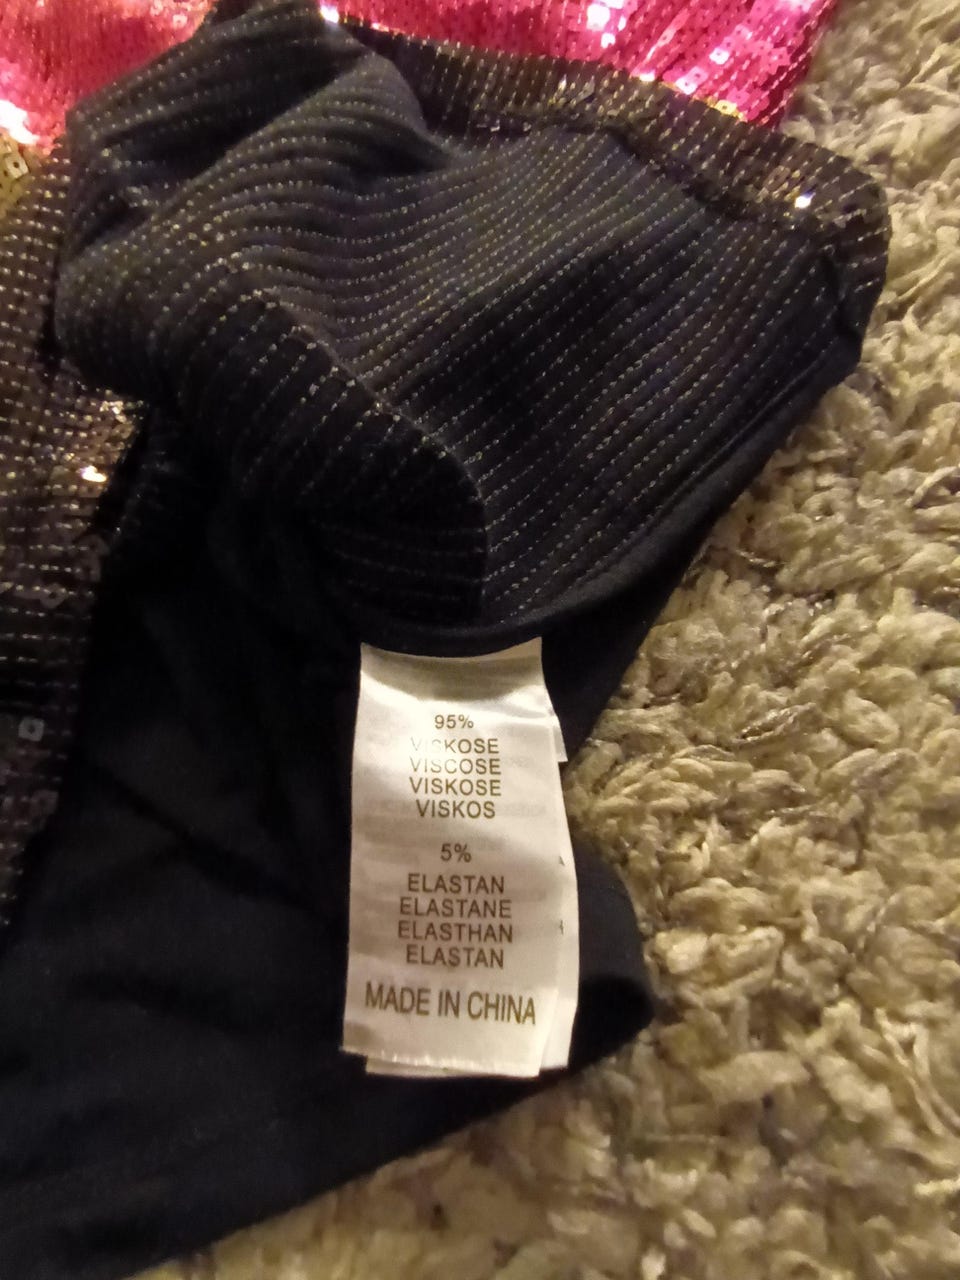 95%
VISKOSE
VISCOSE
VISKOSE
VISKOS
5%
ELASTAN
ELASTANE
ELASTHAN
ELASTAN
MADE IN CHINA